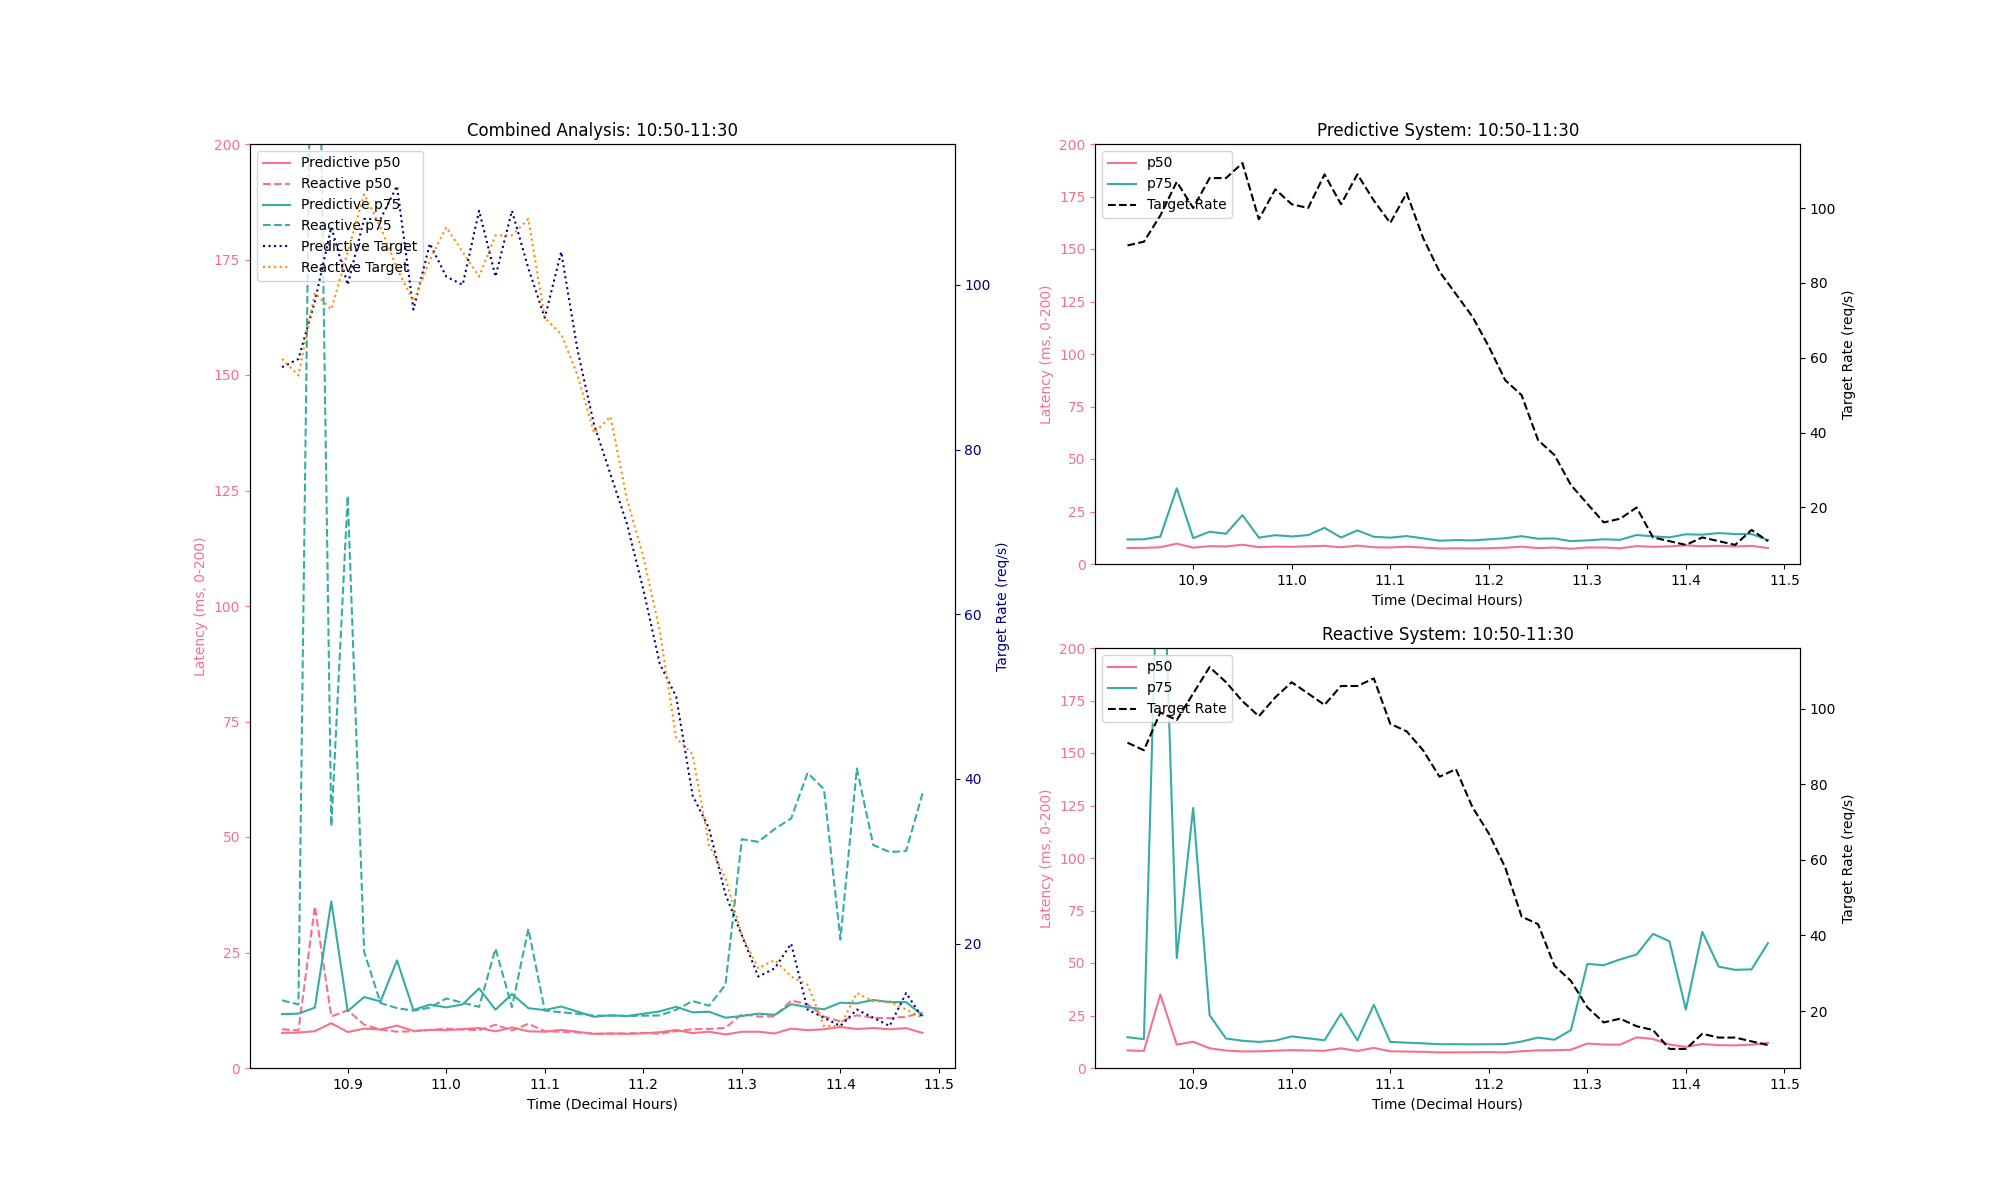 Combined Analysis: 10:50-11:30
Predictive p50
Reactive p50
Predictive p75
Reactive p75
Predictive Target
Reactive Target
200
175
150
125
100
75
50
25
0
Latency (ms, 0-200)
100
80
60
40
20
Target Rate (req/s)
10.9 11.0 11.1 11.2 11.3 11.4 11.5
Time (Decimal Hours)
Predictive System: 10:50-11:30
p50
p75
Target Rate
200
175
150
125
100
75
50
25
0
Latency (ms, 0-200)
100
80
60
40
20
Target Rate (req/s)
10.9 11.0 11.1 11.2 11.3 11.4 11.5
Time (Decimal Hours)
Reactive System: 10:50-11:30
p50
p75
Target Rate
200
175
150
125
100
75
50
25
0
Latency (ms, 0-200)
100
80
60
40
20
Target Rate (req/s)
10.9 11.0 11.1 11.2 11.3 11.4 11.5
Time (Decimal Hours)